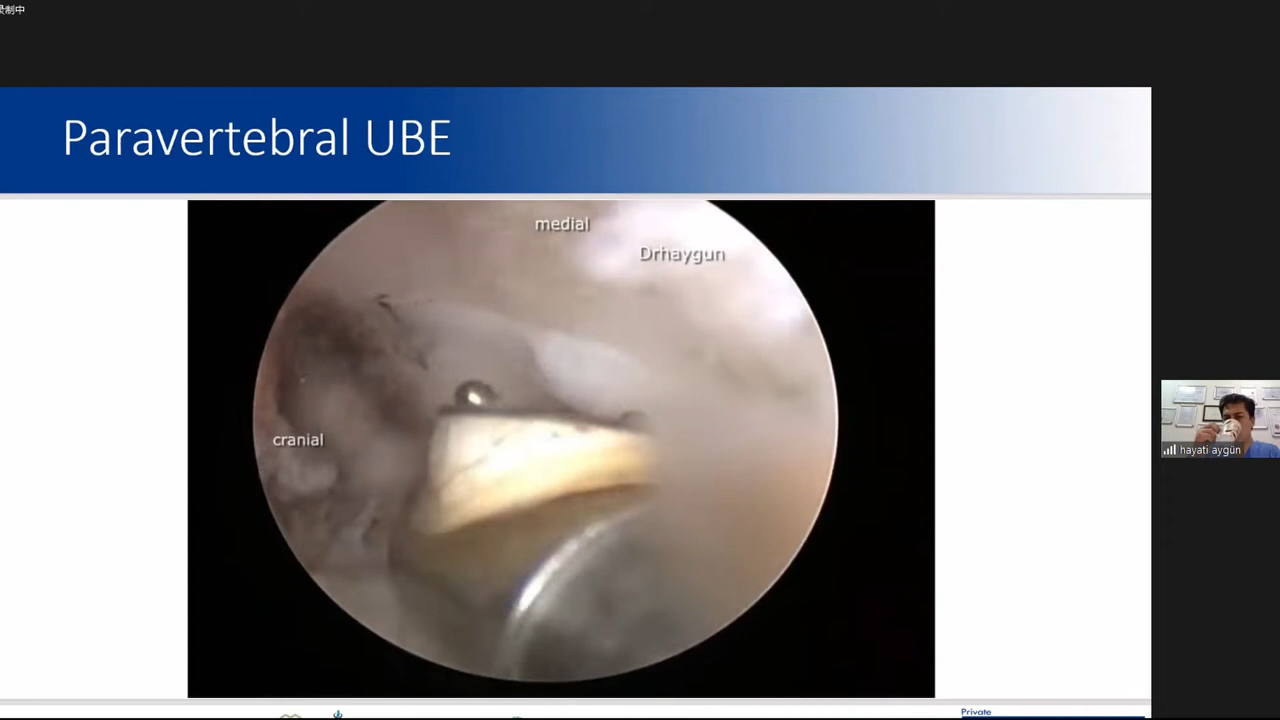 录制中
Paravertebral UBE
medial
Drhaygun
cranial
hayati aygün
Private